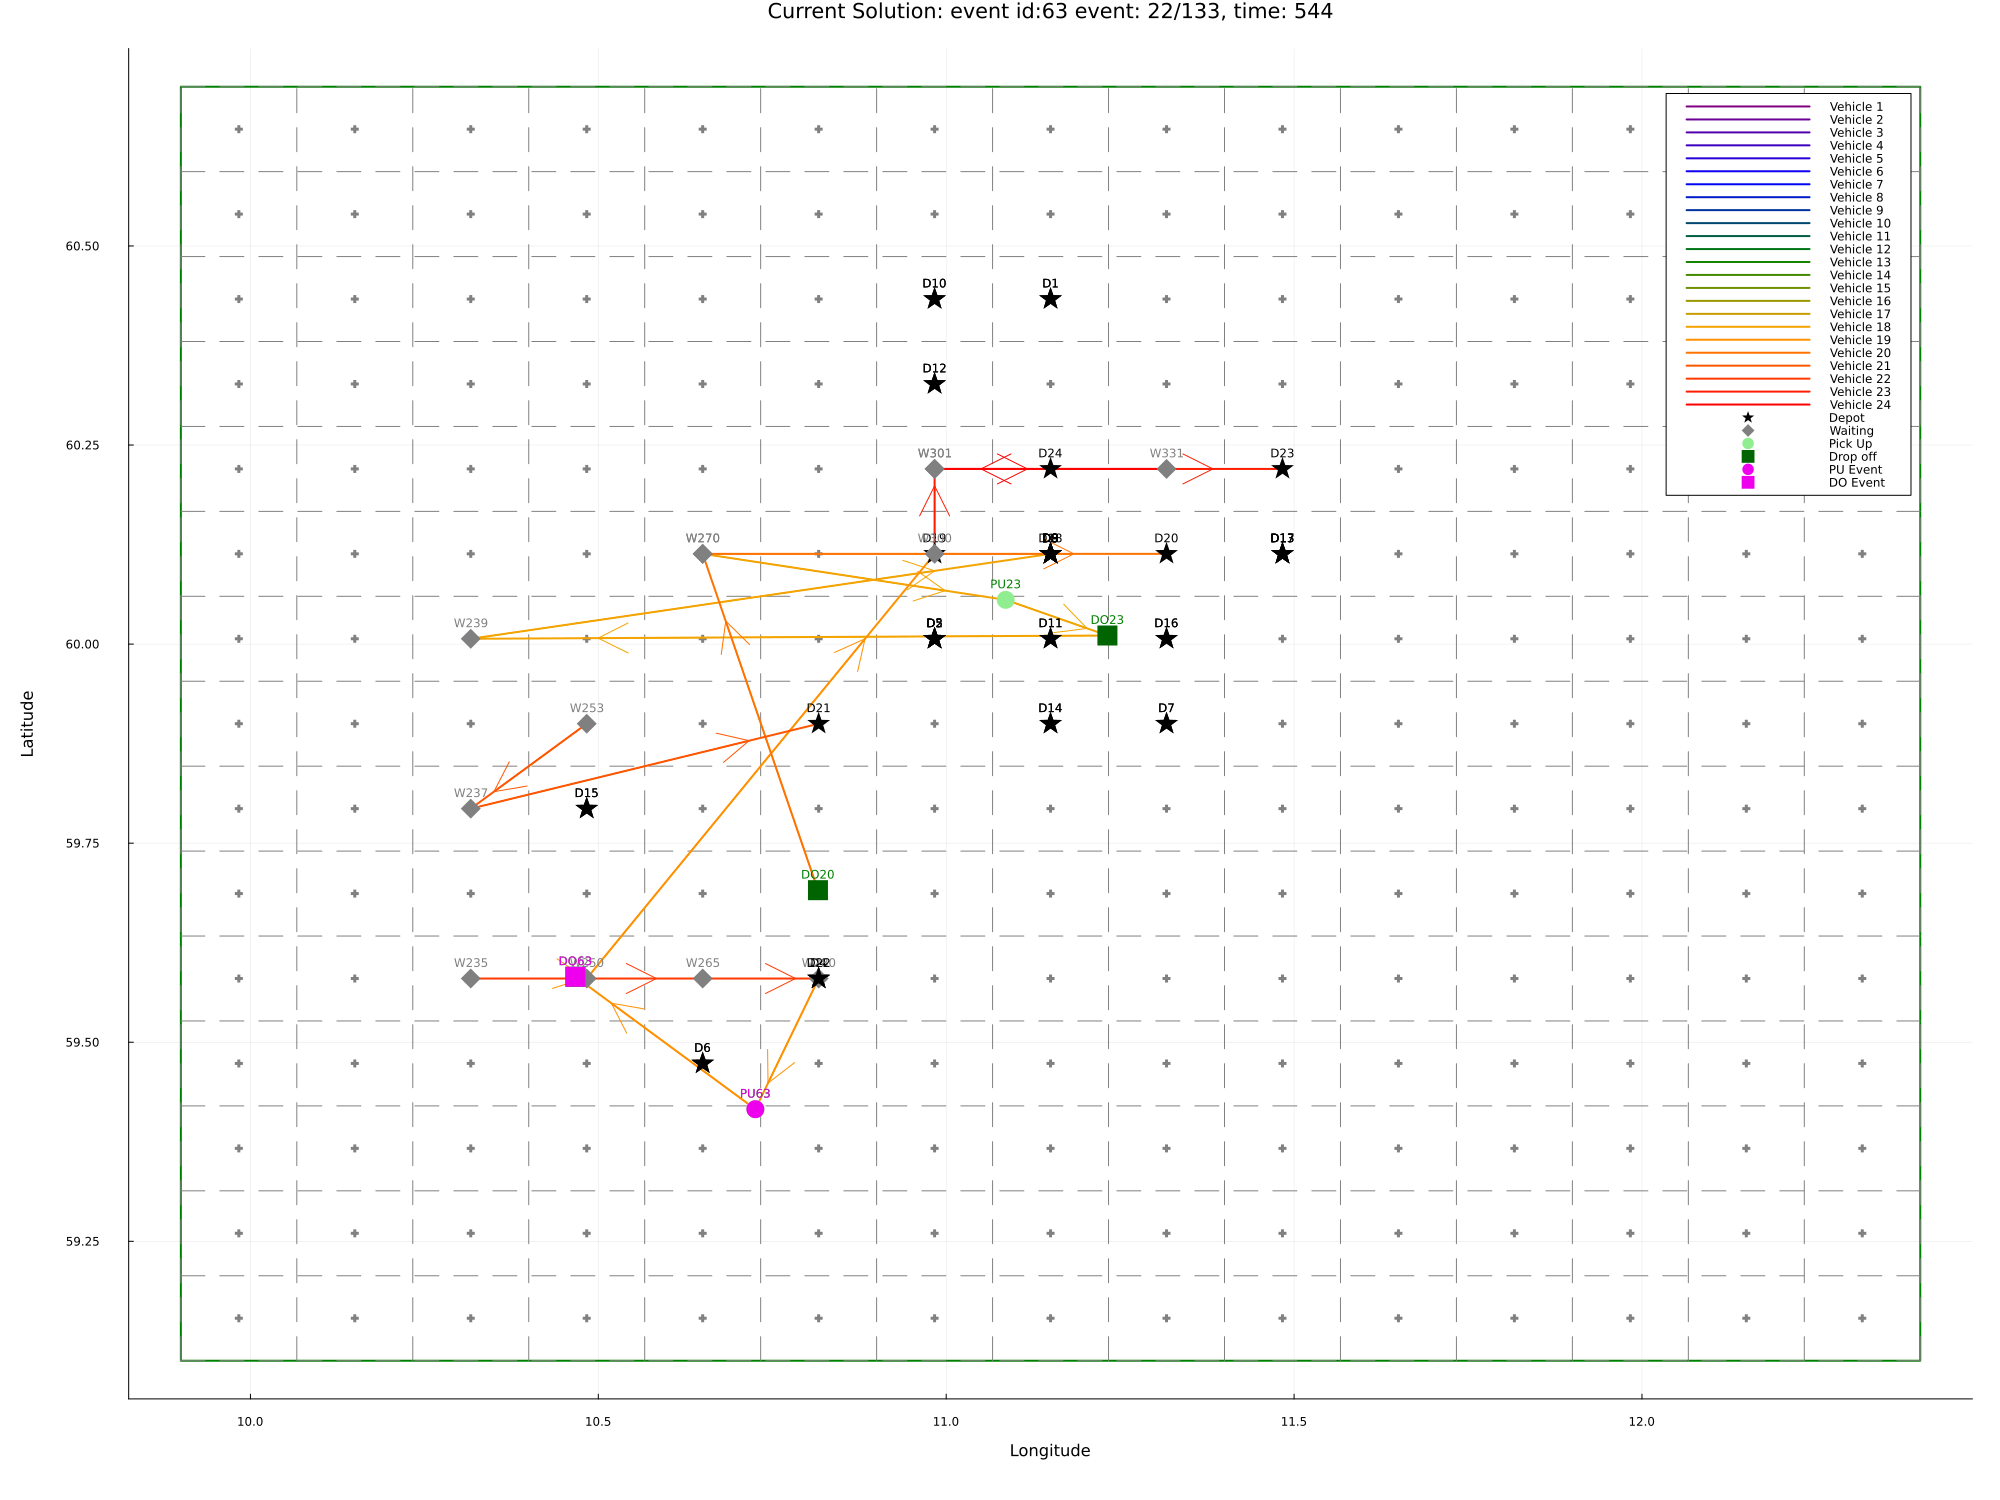 Current Solution: event id:63 event: 22/133, time: 544
Vehicle 1
Vehicle 2
Vehicle 3
Vehicle 4
Vehicle 5
Vehicle 6
Vehicle 7
Vehicle 8
Vehicle 9
Vehicle 10
Vehicle 11
Vehicle 12
Vehicle 13
Vehicle 14
Vehicle 15
Vehicle 16
Vehicle 17
Vehicle 18
Vehicle 19
Vehicle 20
Vehicle 21
Vehicle 22
Vehicle 23
Vehicle 24
Depot
Waiting
Pick Up
Drop off
PU Event
DO Event
60.50
60.25
60.00
59.75
59.50
59.25
Latitude
D10 D1
D12
W301 D24 W331 D23
W270 D19 D20
PU23
W239 DO23
D11 D16
W253 D21 D14 D7
W237 D15
DO20
W235 DO63 W265 D22
D6
PU63
10.0 10.5 11.0 11.5 12.0
Longitude